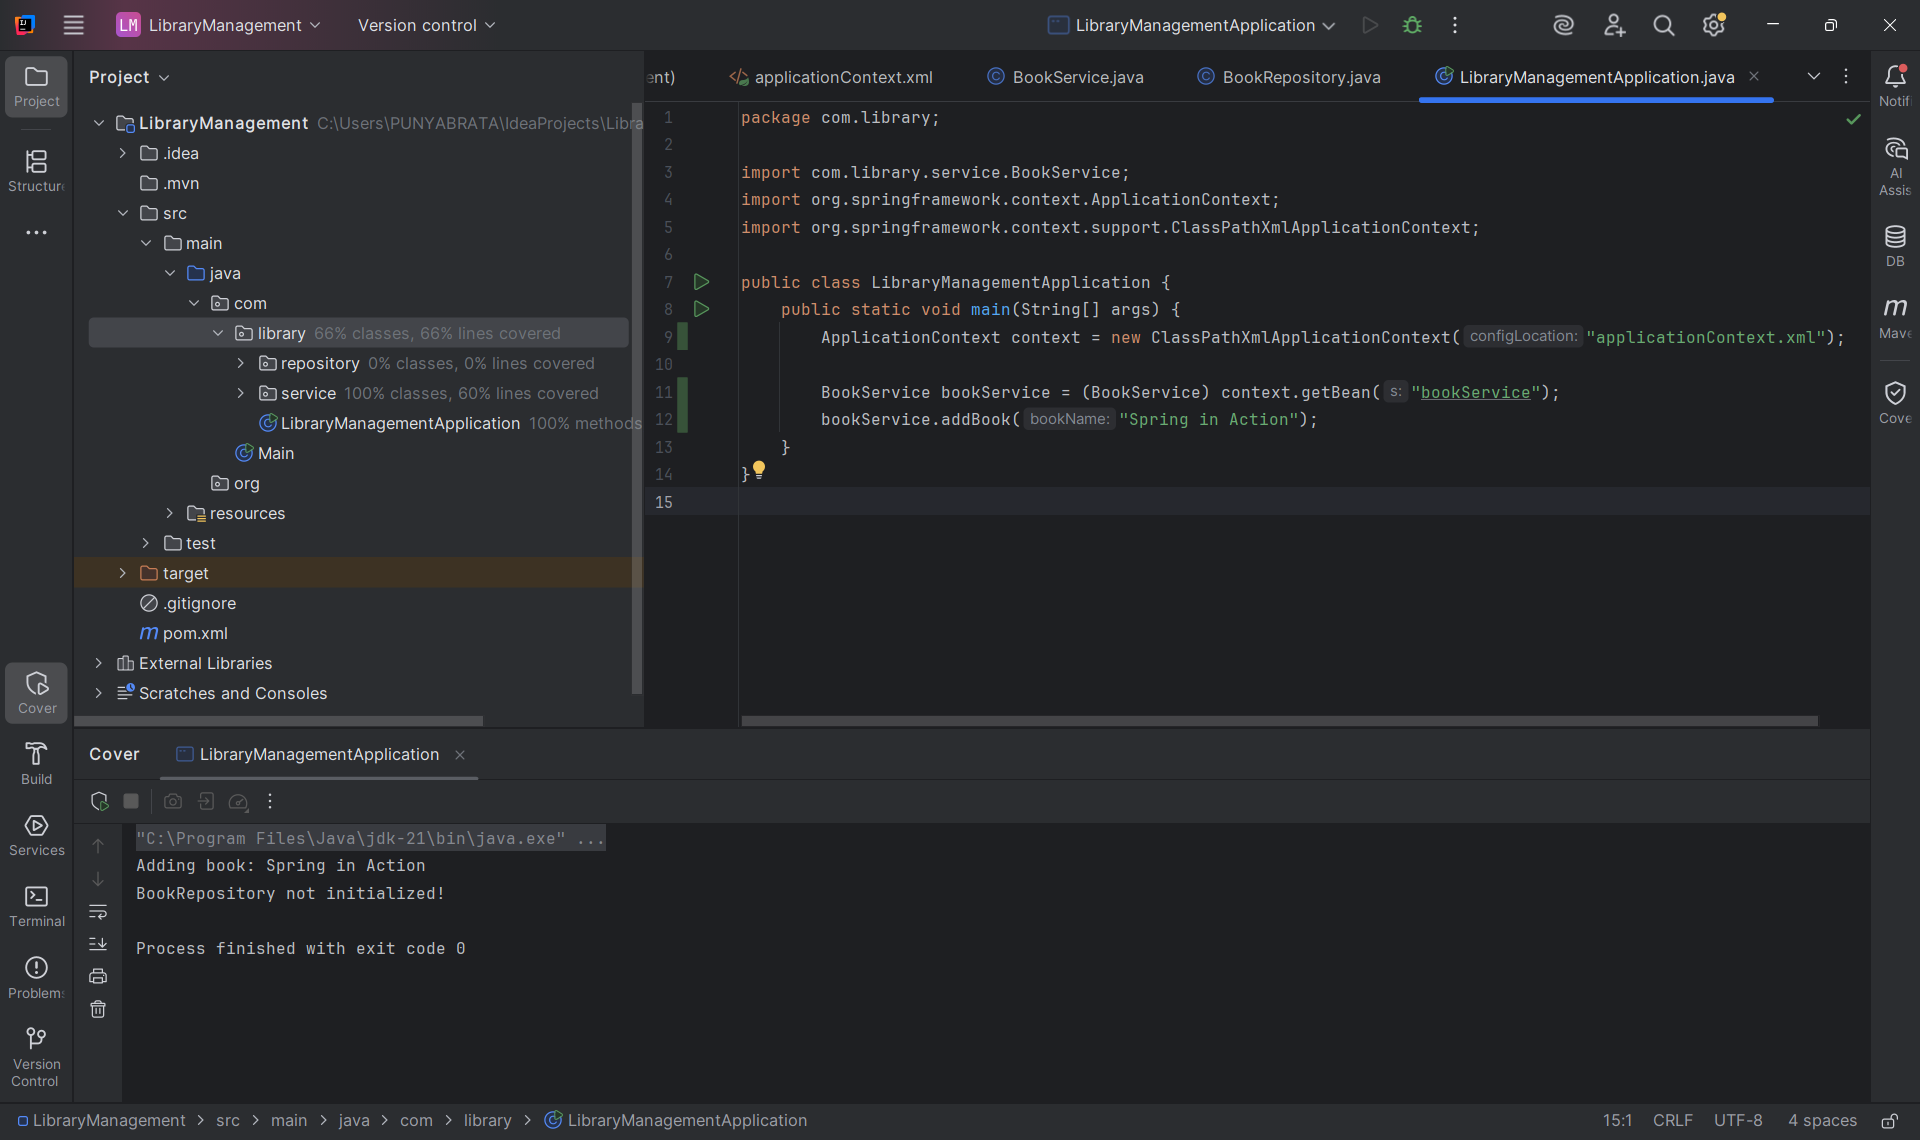 LM LibraryManagement Version control LibraryManagementApplication
Project
ent) applicationContext.xml BookService.java BookRepository.java LibraryManagementApplication.java
Project
Structure
LibraryManagement C:\Users\PUNYABRATA\IdeaProjects\Libra
.idea
.mvn
src
main
java
com
library 66% classes, 66% lines covered
repository 0% classes, 0% lines covered
service 100% classes, 60% lines covered
LibraryManagementApplication 100% methods
Main
org
resources
test
target
.gitignore
pom.xml
External Libraries
Scratches and Consoles
1 package com.library;
2
3 import com.library.service.BookService;
4 import org.springframework.context.ApplicationContext;
5 import org.springframework.context.support.ClassPathXmlApplicationContext;
6
7 public class LibraryManagementApplication {
8 public static void main(String[] args) {
9 ApplicationContext context = new ClassPathXmlApplicationContext( configLocation: "applicationContext.xml");
10
11 BookService bookService = (BookService) context.getBean( s: "bookService");
12 bookService.addBook( bookName: "Spring in Action");
13 }
14 }
15
Notifi
AI
Assis
DB
Mave
Cove
Cover
Build
Services
Terminal
Problems
Version
Control
Cover LibraryManagementApplication
"C:\Program Files\Java\jdk-21\bin\java.exe" ...
Adding book: Spring in Action
BookRepository not initialized!
Process finished with exit code 0
LibraryManagement > src > main > java > com > library > LibraryManagementApplication
15:1 CRLF UTF-8 4 spaces